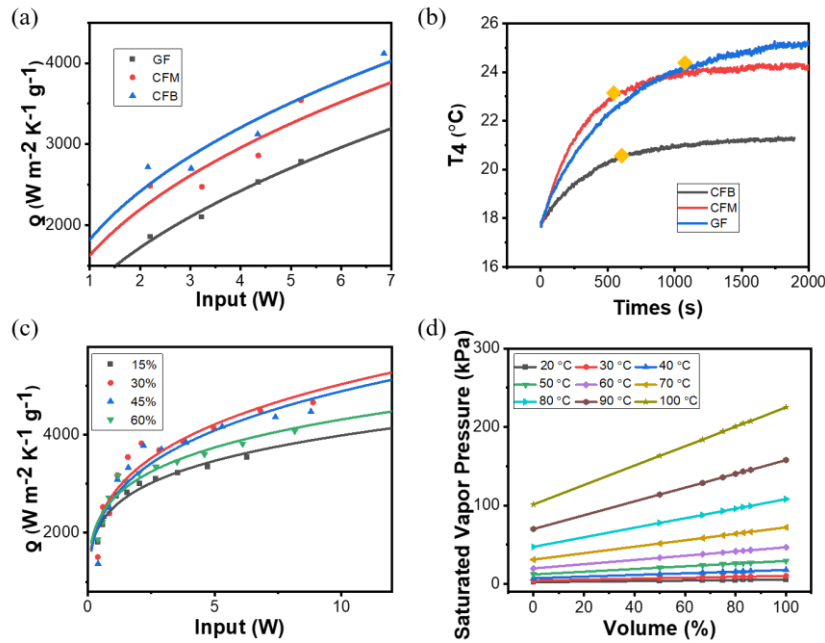 (a)
4000
3000
2000
ϱ (W m-2 K-1 g-1)
GF
CFM
CFB
1 2 3 4 5 6 7
Input (W)
(b)
26
24
22
20
18
16
T4 (°C)
CFB
CFM
GF
0 500 1000 1500 2000
Times (s)
(c)
6000
4000
2000
ϱ (W m-2 K-1 g-1)
15%
30%
45%
60%
0 5 10
Input (W)
(d)
300
200
100
0
Saturated Vapor Pressure (kPa)
20 °C 30 °C 40 °C
50 °C 60 °C 70 °C
80 °C 90 °C 100 °C
0 20 40 60 80 100
Volume (%)